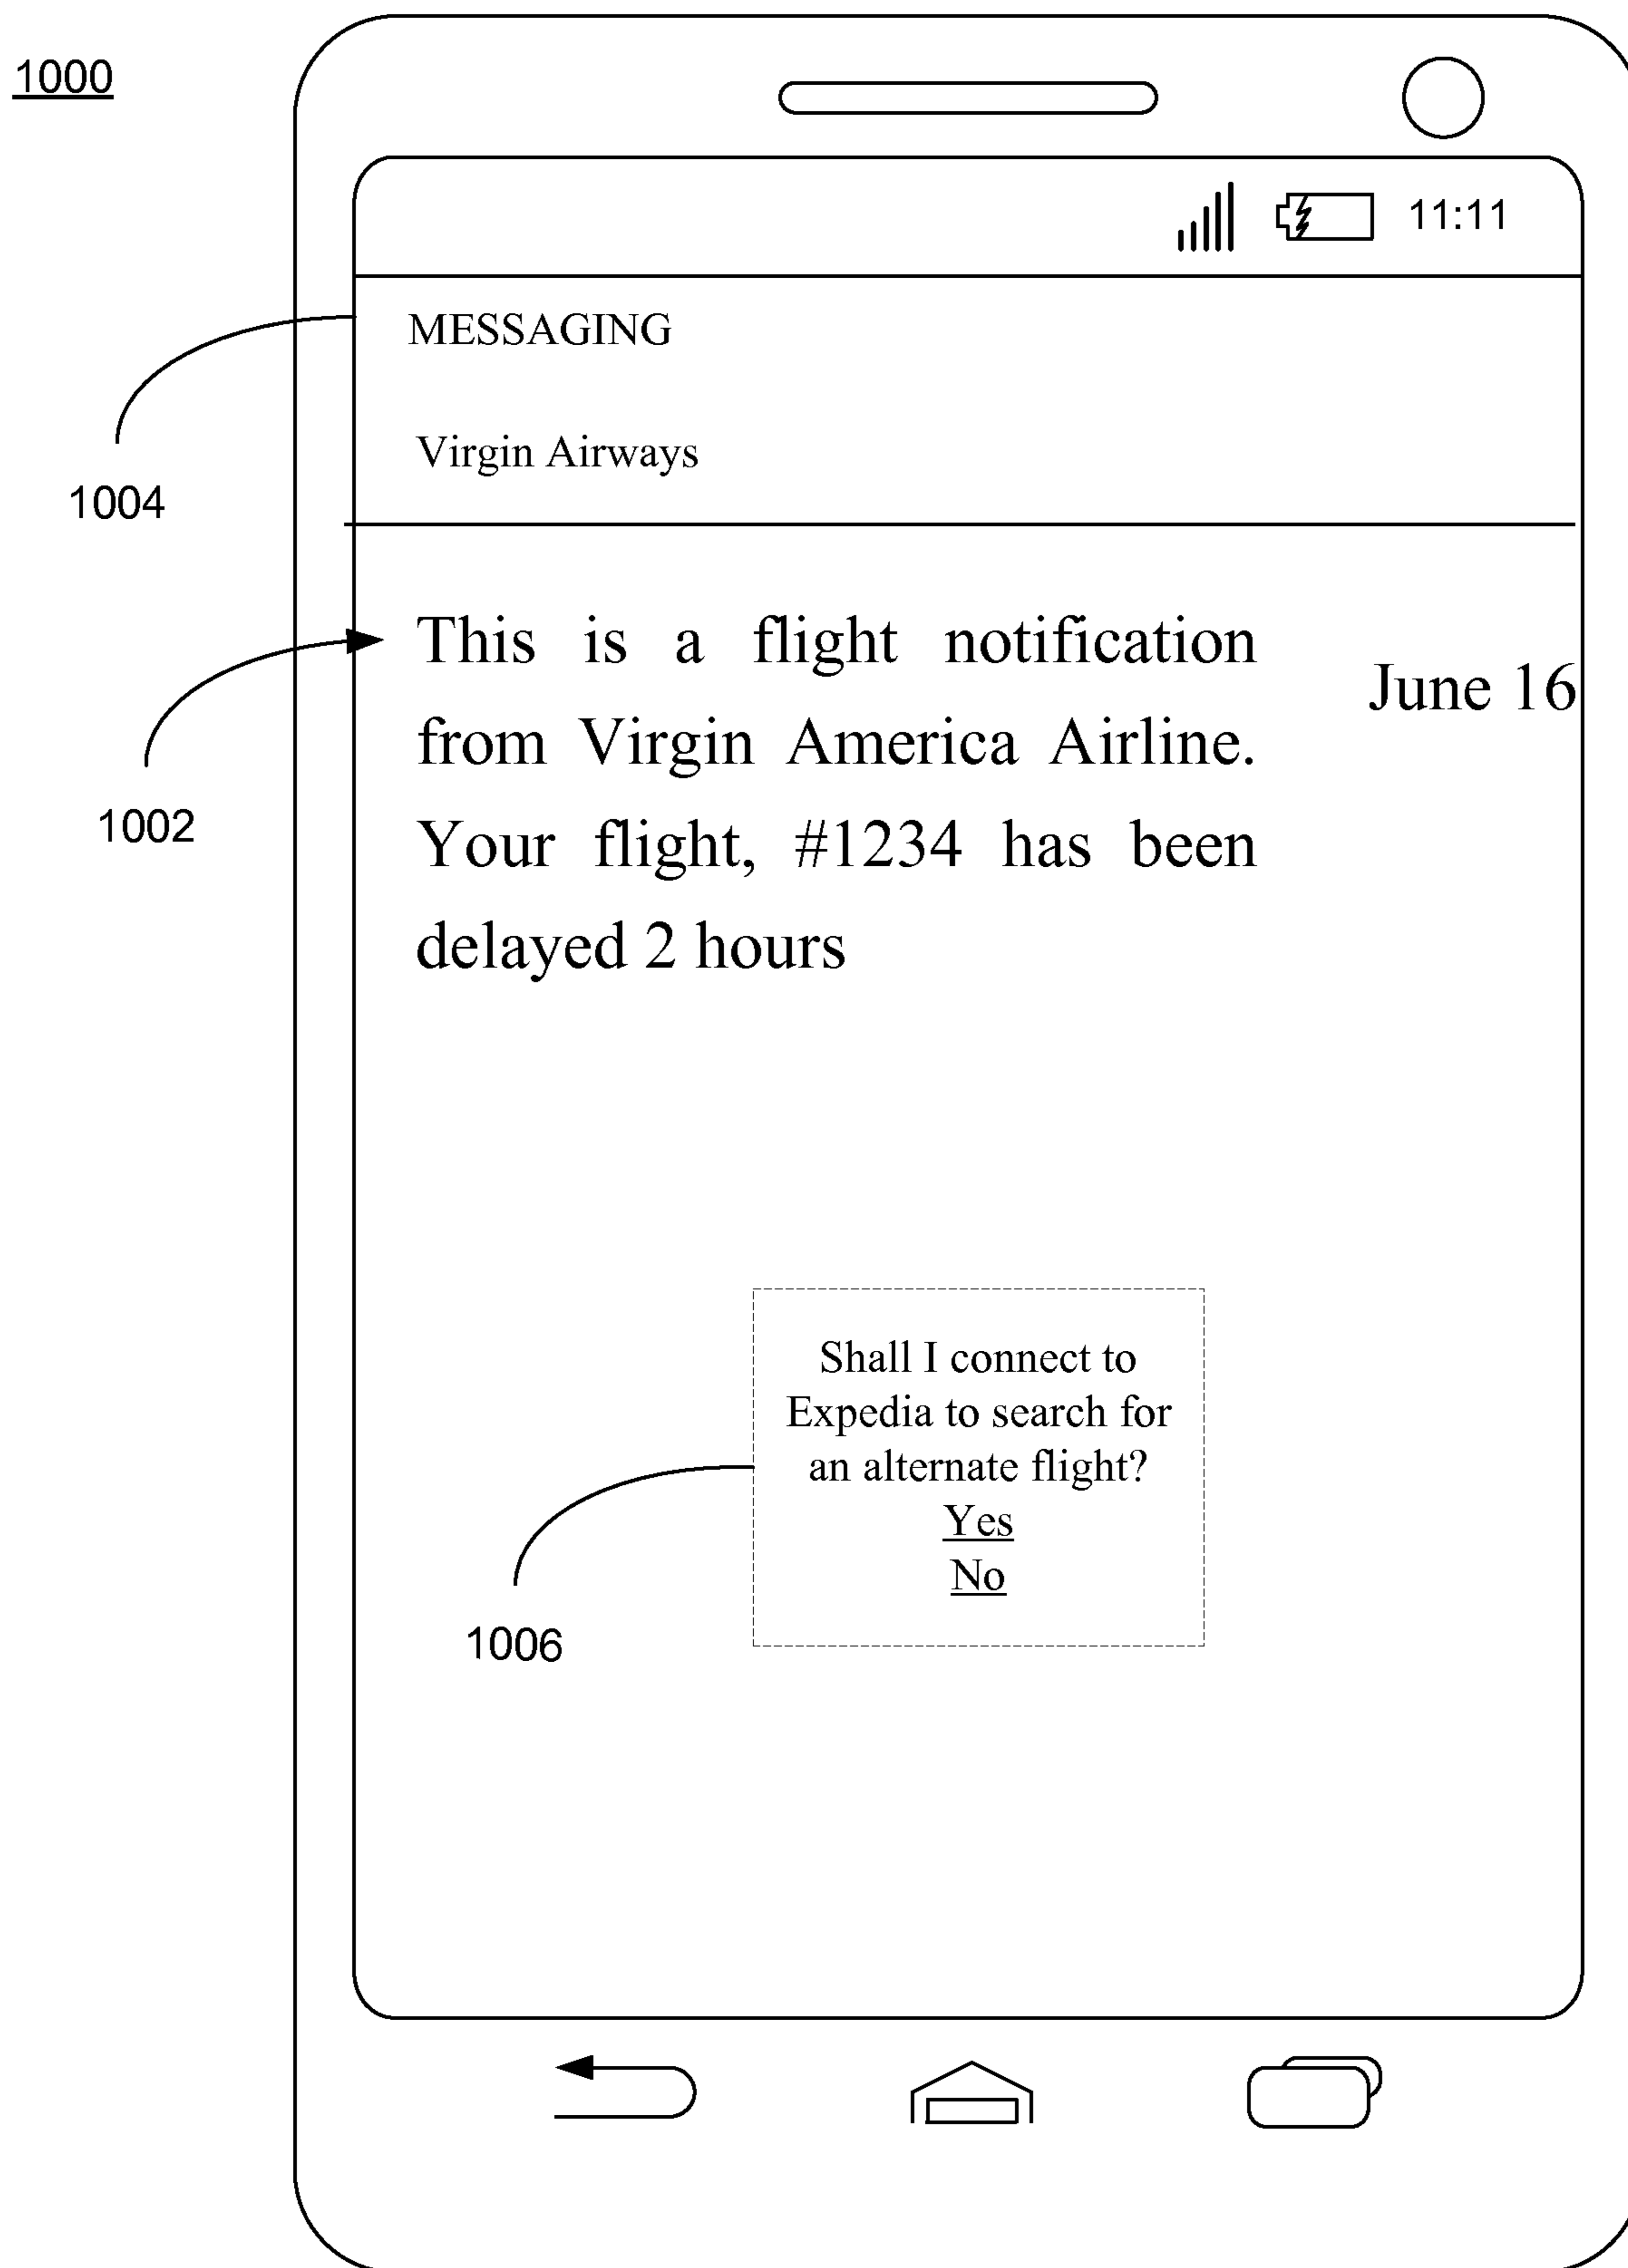 1000
11:11
MESSAGING
Virgin Airways
1004
This is a flight notification
June 16
from Virgin America Airline.
Your flight, #1234 has been
1002
delayed 2 hours
Shall I connect to
Expedia to search for
an alternate flight?
Yes
No
1006